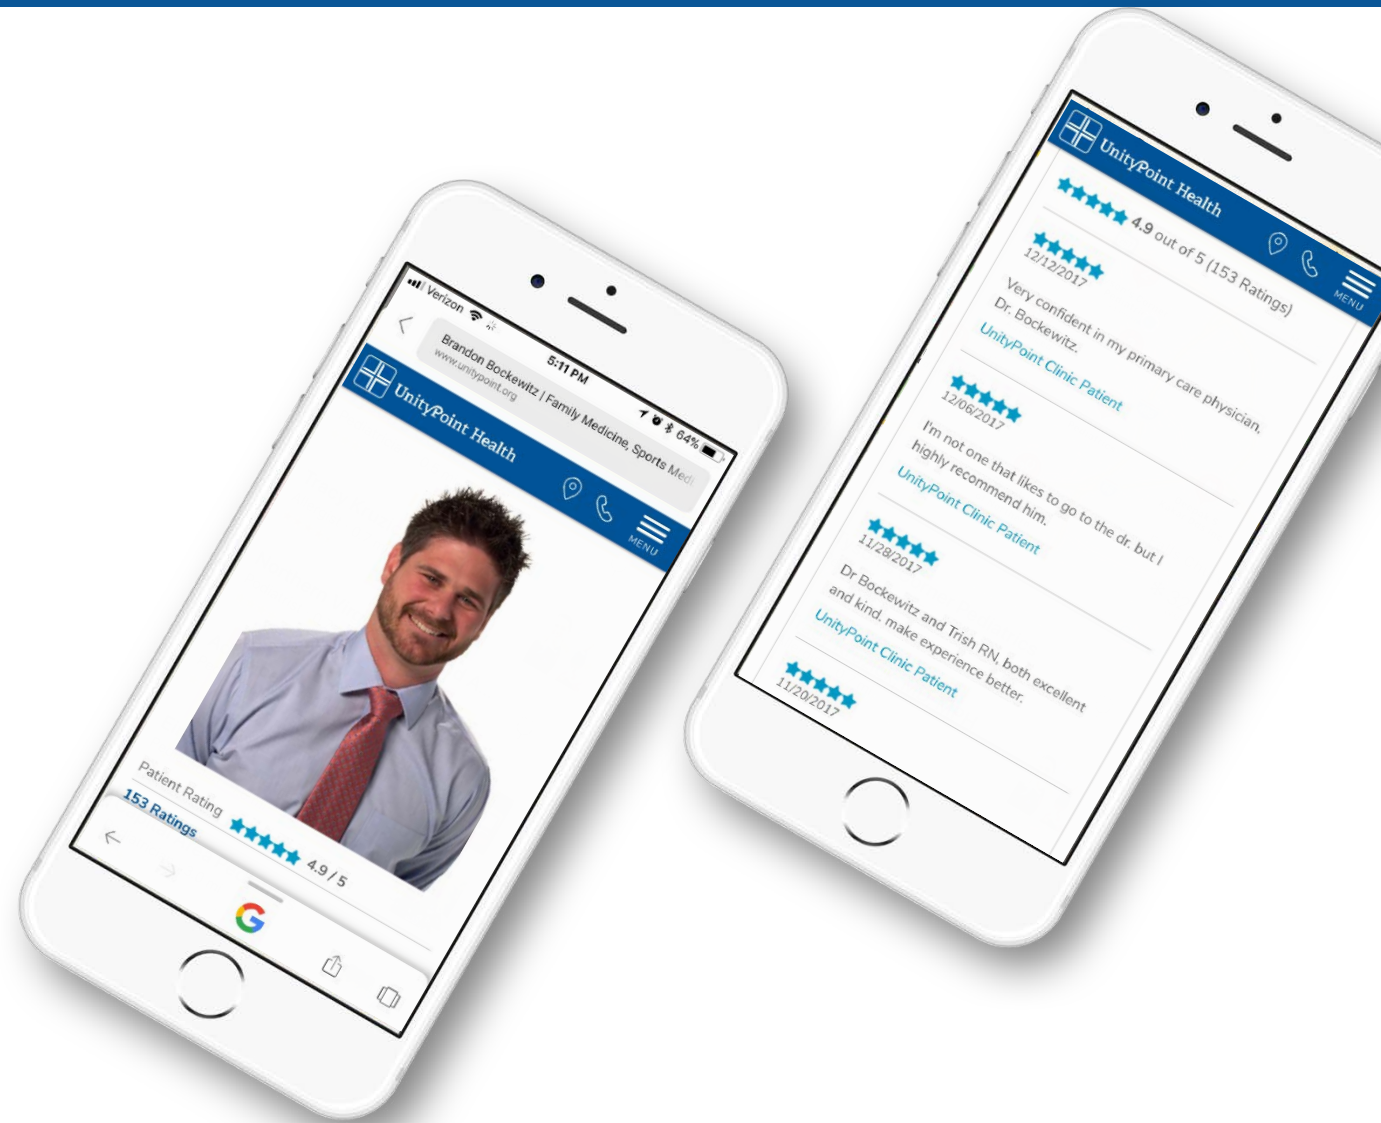 Verizon
5:11 PM
64%
Brandon Bockewitz | Family Medicine, Sports Medi
www.unitypoint.org
UnityPoint Health
MENU
Patient Rating
4.9 / 5
153 Ratings
UnityPoint Health
MENU
4.9 out of 5 (153 Ratings)
12/12/2017
Very confident in my primary care physician,
Dr. Bockewitz.
UnityPoint Clinic Patient
12/06/2017
I'm not one that likes to go to the dr. but I
highly recommend him.
UnityPoint Clinic Patient
11/28/2017
Dr Bockewitz and Trish RN, both excellent
and kind. make experience better.
UnityPoint Clinic Patient
11/20/2017